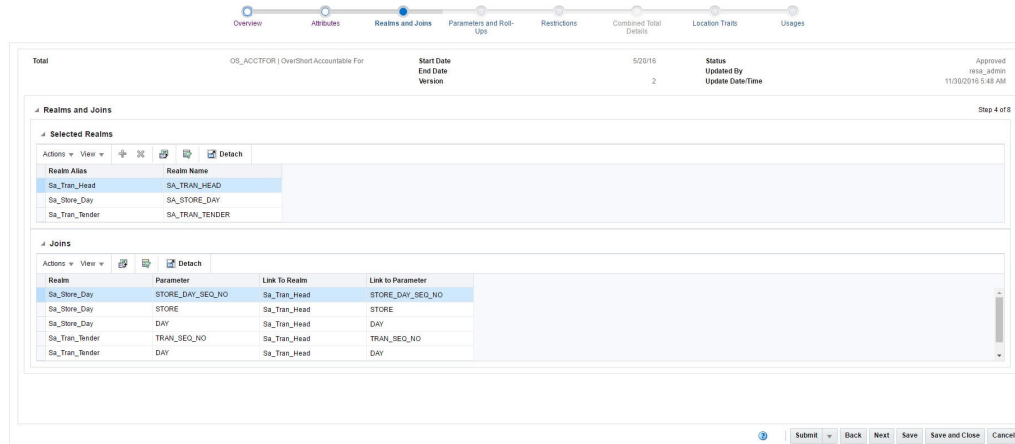 Overview Attributes Realms and Joins Parameters and Roll-Ups Restrictions Combined Total Details Location Traits Usages
Total OS_ACCTFOR | OverShort Accountable For Start Date 5/20/16 Status Approved
End Date Updated By resa_admin
Version 2 Update Date/Time 11/30/2016 5:48 AM
Realms and Joins Step 4 of 8
Selected Realms
Actions View Detach
Realm Alias Realm Name
Sa_Tran_Head SA_TRAN_HEAD
Sa_Store_Day SA_STORE_DAY
Sa_Tran_Tender SA_TRAN_TENDER
Joins
Actions View Detach
Realm Parameter Link To Realm Link to Parameter
Sa_Store_Day STORE_DAY_SEQ_NO Sa_Tran_Head STORE_DAY_SEQ_NO
Sa_Store_Day STORE Sa_Tran_Head STORE
Sa_Store_Day DAY Sa_Tran_Head DAY
Sa_Tran_Tender TRAN_SEQ_NO Sa_Tran_Head TRAN_SEQ_NO
Sa_Tran_Tender DAY Sa_Tran_Head DAY
? Submit Back Next Save Save and Close Cancel